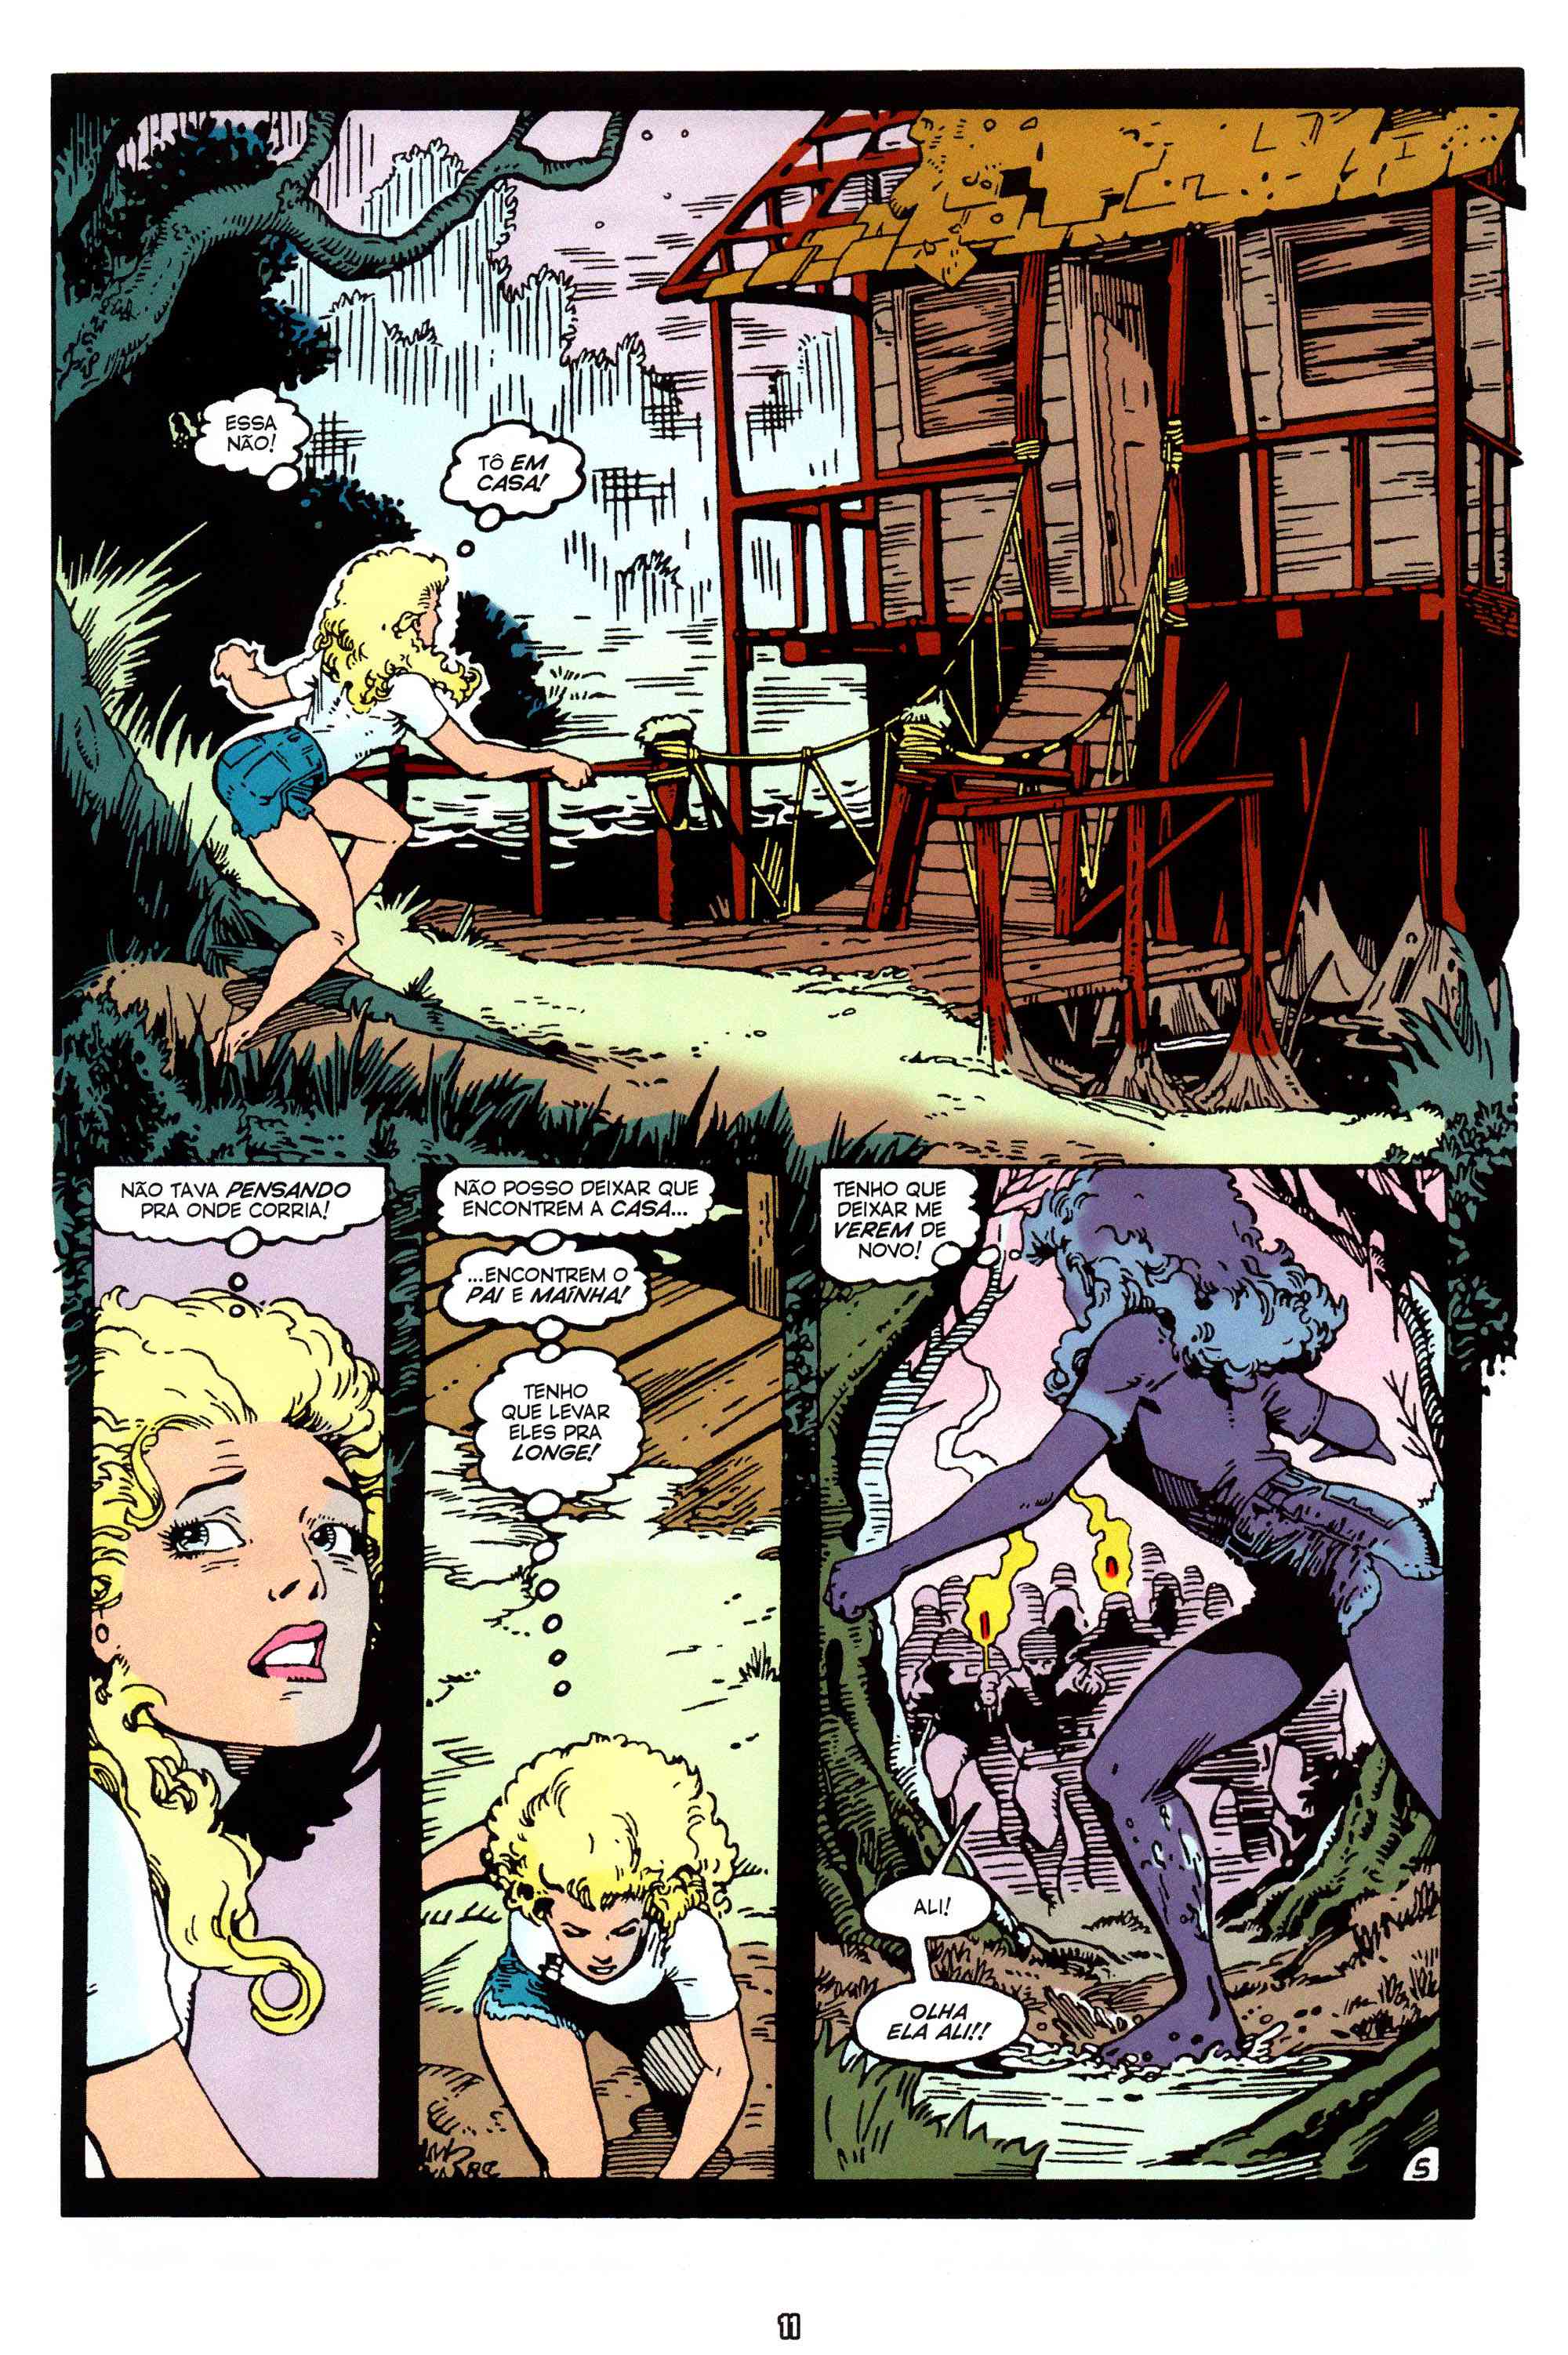 ESSA
NÃO!
TÔ EM
CASA!
NÃO TAVA PENSANDO
PRA ONDE CORRIA!
NÃO POSSO DEIXAR QUE
ENCONTREM A CASA...
...ENCONTREM O
PAI E MAÍNHA!
TENHO
QUE LEVAR
ELES PRA
LONGE!
TENHO QUE
DEIXAR ME
VEREM DE
NOVO!
ALI!
OLHA
ELA ALI!!
5
11